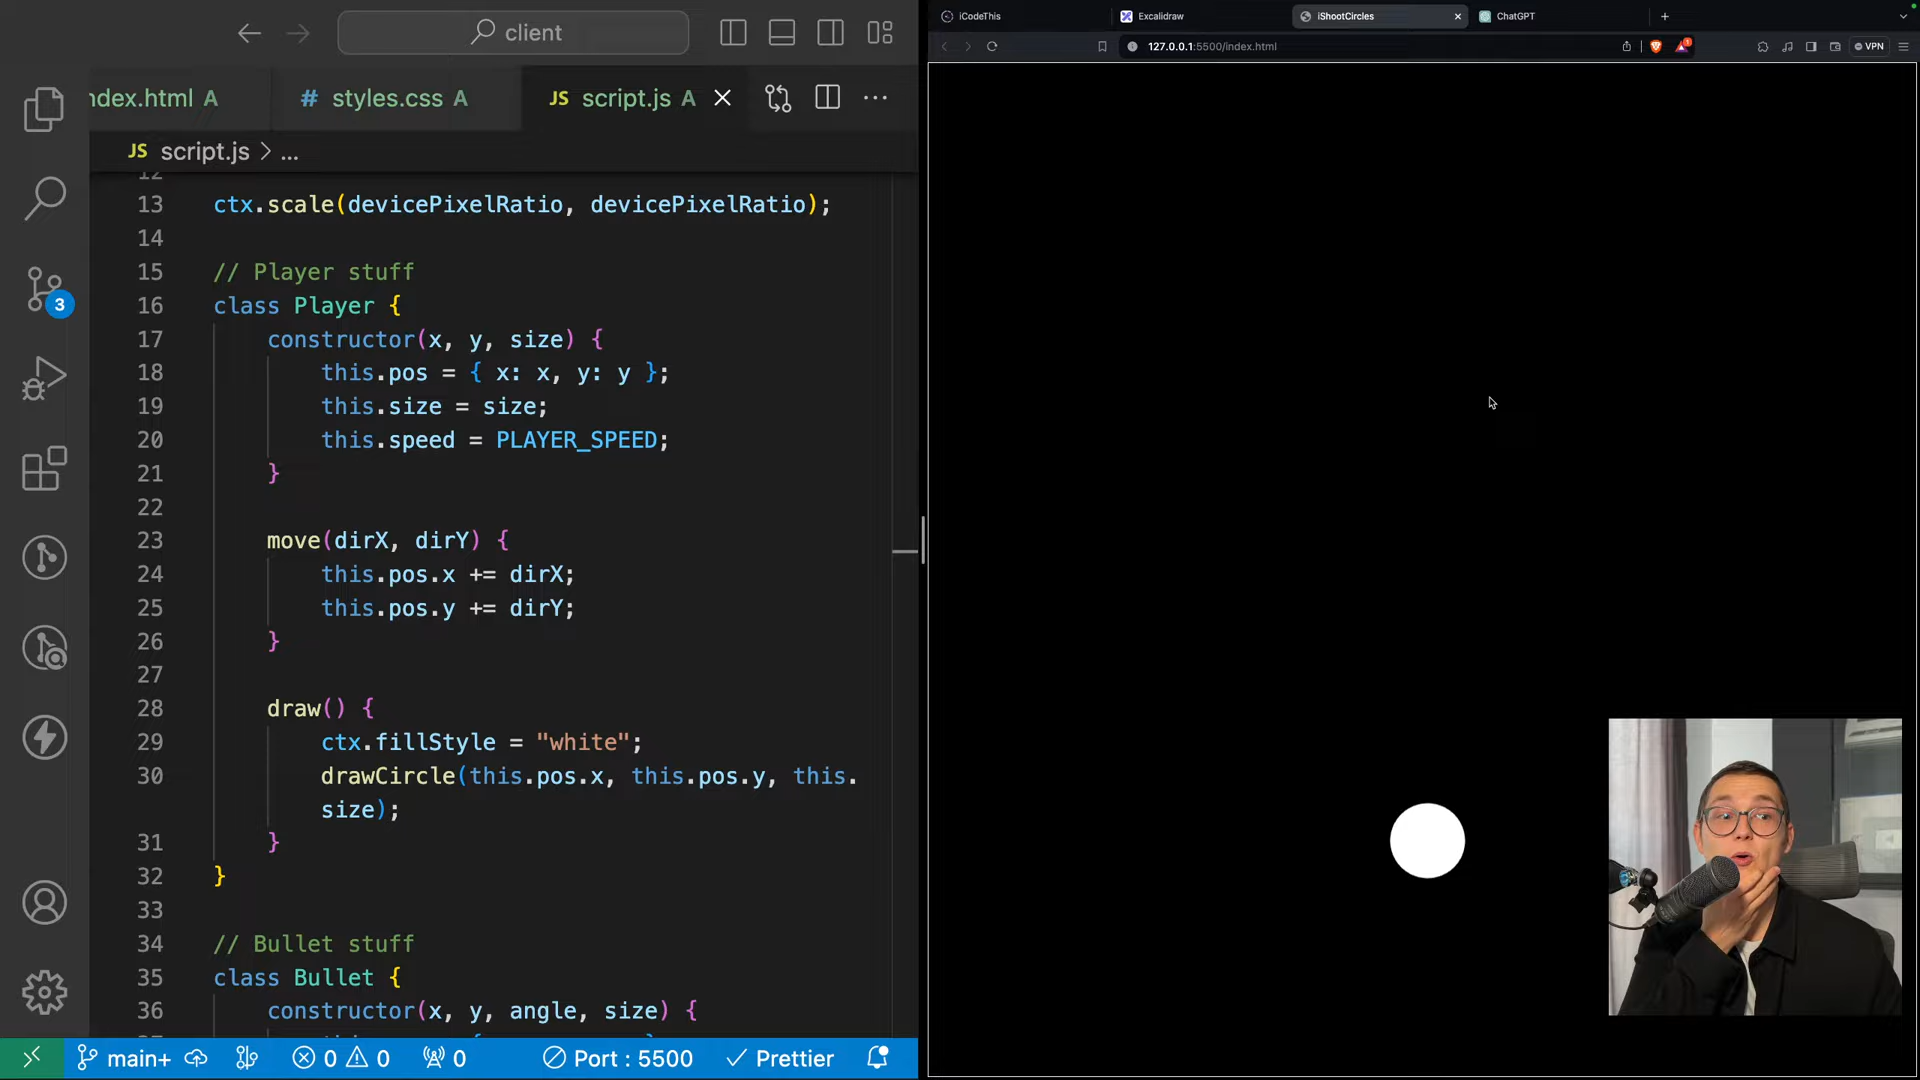 client
ndex.html A
# styles.css A
JS script.js A
JS script.js > ...
12
13 ctx.scale(devicePixelRatio, devicePixelRatio);
14
15 // Player stuff
16 class Player {
17 constructor(x, y, size) {
18 this.pos = { x: x, y: y };
19 this.size = size;
20 this.speed = PLAYER_SPEED;
21 }
22
23 move(dirX, dirY) {
24 this.pos.x += dirX;
25 this.pos.y += dirY;
26 }
27
28 draw() {
29 ctx.fillStyle = "white";
30 drawCircle(this.pos.x, this.pos.y, this.
size);
31 }
32 }
33
34 // Bullet stuff
35 class Bullet {
36 constructor(x, y, angle, size) {
3
main+ 0 0 0 Port : 5500 Prettier
iCodeThis
Excalidraw
iShootCircles
ChatGPT
127.0.0.1:5500/index.html
1
VPN